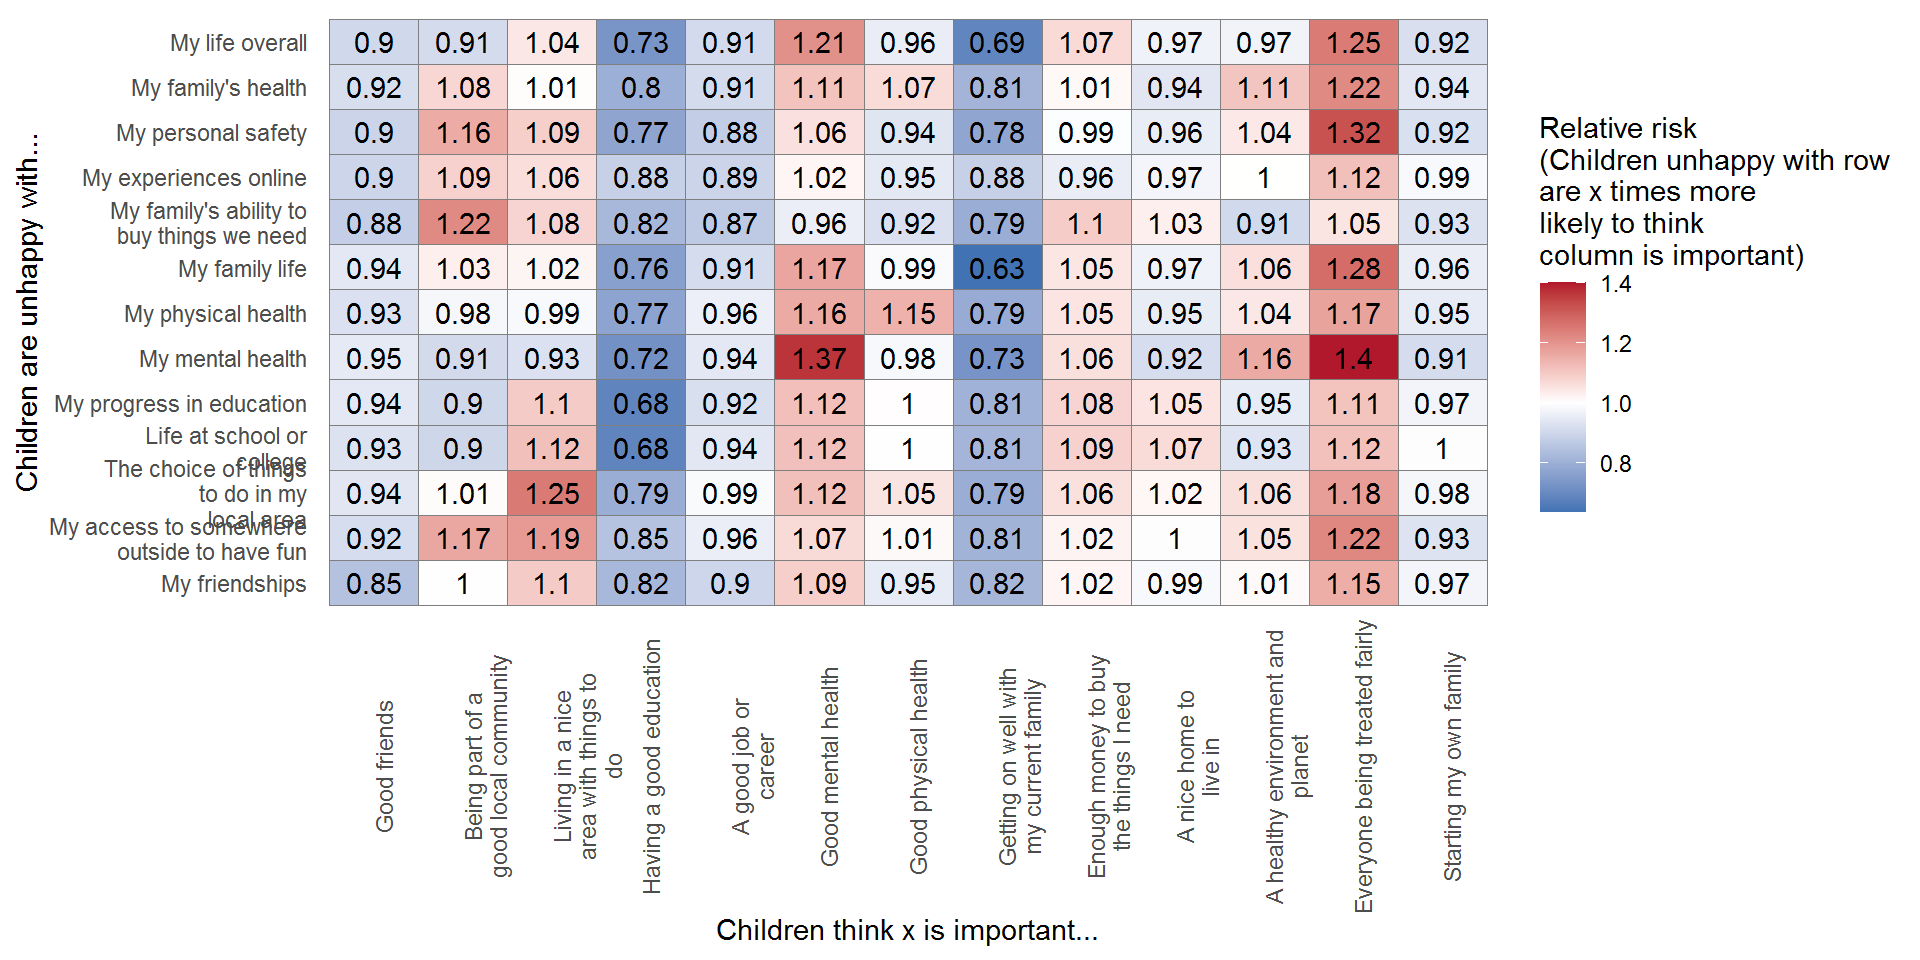 My life overall 0.9 0.91 1.04 0.73 0.91 1.21 0.96 0.69 1.07 0.97 0.97 1.25 0.92
My family's health 0.92 1.08 1.01 0.8 0.91 1.11 1.07 0.81 1.01 0.94 1.11 1.22 0.94
My personal safety 0.9 1.16 1.09 0.77 0.88 1.06 0.94 0.78 0.99 0.96 1.04 1.32 0.92
My experiences online 0.9 1.09 1.06 0.88 0.89 1.02 0.95 0.88 0.96 0.97 1 1.12 0.99
My family's ability to
buy things we need 0.88 1.22 1.08 0.82 0.87 0.96 0.92 0.79 1.1 1.03 0.91 1.05 0.93
My family life 0.94 1.03 1.02 0.76 0.91 1.17 0.99 0.63 1.05 0.97 1.06 1.28 0.96
My physical health 0.93 0.98 0.99 0.77 0.96 1.16 1.15 0.79 1.05 0.95 1.04 1.17 0.95
My mental health 0.95 0.91 0.93 0.72 0.94 1.37 0.98 0.73 1.06 0.92 1.16 1.4 0.91
My progress in education 0.94 0.9 1.1 0.68 0.92 1.12 1 0.81 1.08 1.05 0.95 1.11 0.97
Life at school or
college 0.93 0.9 1.12 0.68 0.94 1.12 1 0.81 1.09 1.07 0.93 1.12 1
The choice of things
to do in my
local area 0.94 1.01 1.25 0.79 0.99 1.12 1.05 0.79 1.06 1.02 1.06 1.18 0.98
My access to somewhere
outside to have fun 0.92 1.17 1.19 0.85 0.96 1.07 1.01 0.81 1.02 1 1.05 1.22 0.93
My friendships 0.85 1 1.1 0.82 0.9 1.09 0.95 0.82 1.02 0.99 1.01 1.15 0.97
Children are unhappy with...
Good friends
Being part of a
good local community
Living in a nice
area with things to
do
Having a good education
A good job or
career
Good mental health
Good physical health
Getting on well with
my current family
Enough money to buy
the things I need
A nice home to
live in
A healthy environment and
planet
Everyone being treated fairly
Starting my own family
Children think x is important...
Relative risk
(Children unhappy with row
are x times more
likely to think
column is important)
1.4
1.2
1.0
0.8